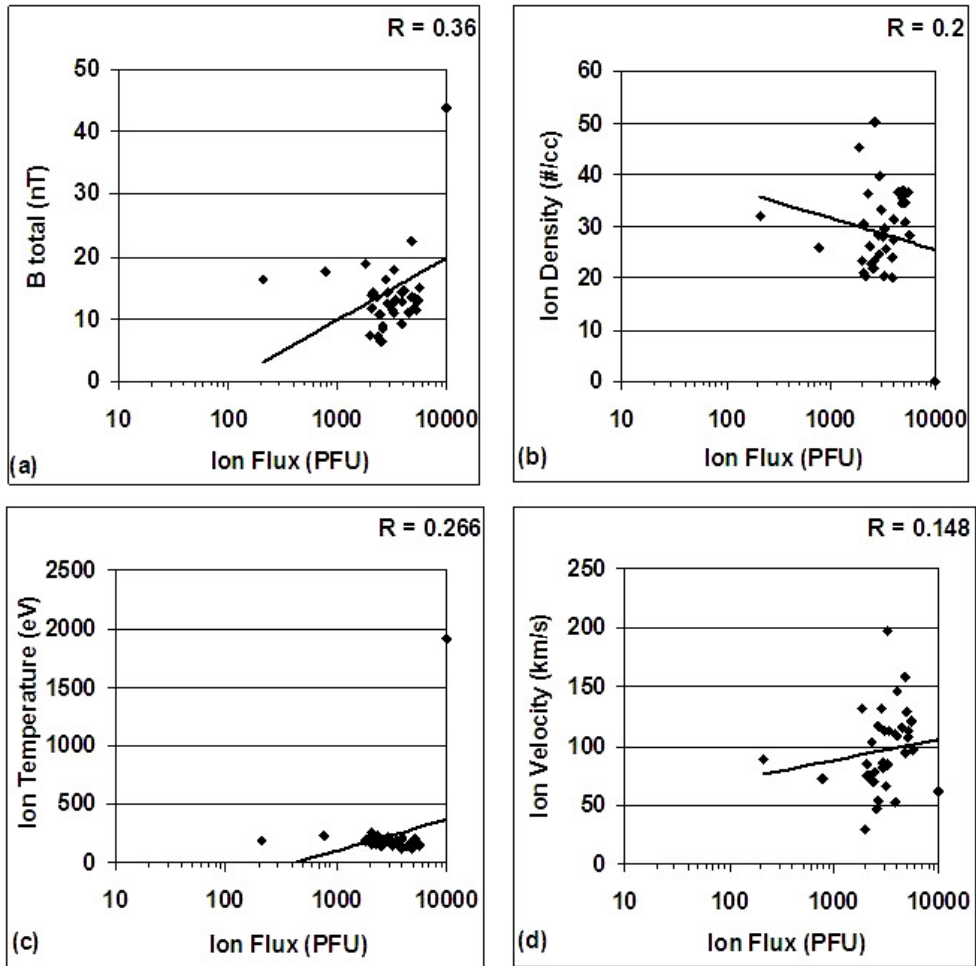 R = 0.36
B total (nT)
50
40
30
20
10
0
10 100 1000 10000
Ion Flux (PFU)
(a)
R = 0.2
Ion Density (#/cc)
60
50
40
30
20
10
0
10 100 1000 10000
Ion Flux (PFU)
(b)
R = 0.266
Ion Temperature (eV)
2500
2000
1500
1000
500
0
10 100 1000 10000
Ion Flux (PFU)
(c)
R = 0.148
Ion Velocity (km/s)
250
200
150
100
50
0
10 100 1000 10000
Ion Flux (PFU)
(d)